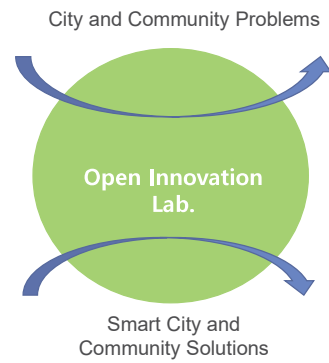 City and Community Problems
Open Innovation
Lab.
Smart City and
Community Solutions